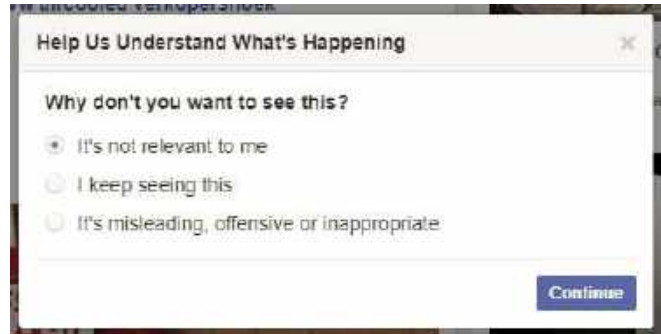 Help Us Understand What's Happening
Why don't you want to see this?
It's not relevant to me
I keep seeing this
It's misleading, offensive or inappropriate
Continue